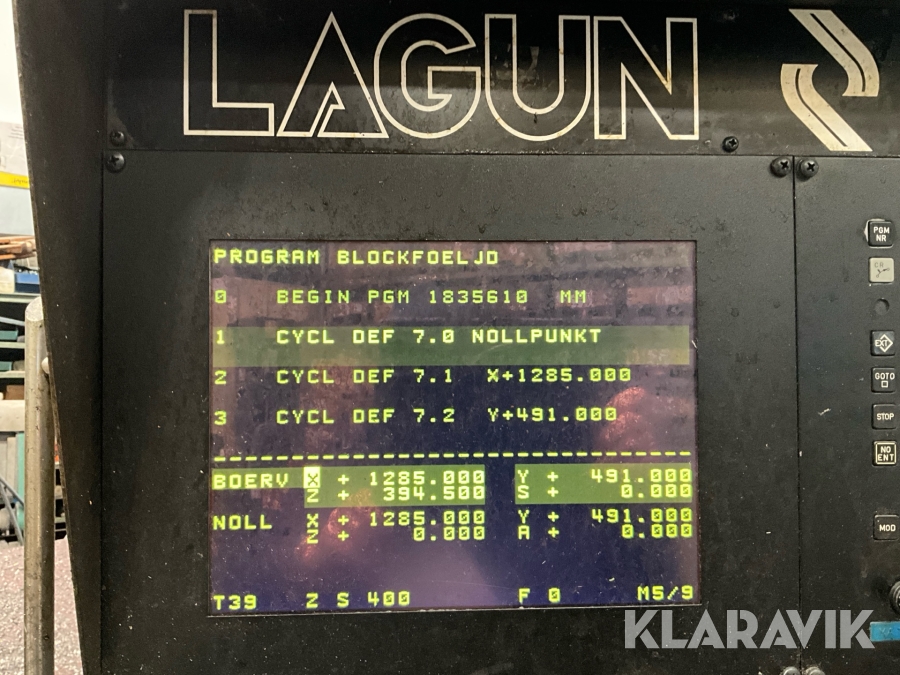 LAGUN
PROGRAM BLOCKFOELJD
0 BEGIN PGM 1835610 MM
1 CYCL DEF 7.0 NOLLPUNKT
2 CYCL DEF 7.1 X+1285.000
3 CYCL DEF 7.2 Y+491.000
BOERV X + 1285.000 Y + 491.000
Z + 394.500 S + 0.000
NOLL X + 1285.000 Y + 491.000
Z + 0.000 A + 0.000
T39 Z S 400 F 0 M5/9
PGM
NR
EXT
GOTO
STOP
NO
ENT
MOD
KLARAVIK